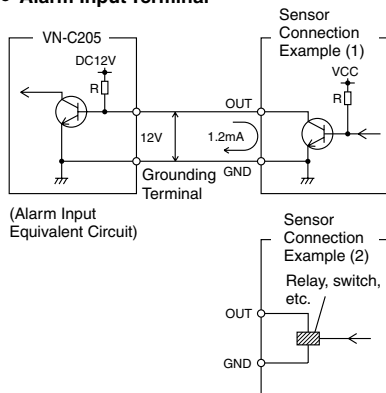 Alarm Input Terminal
VN-C205
DC12V
R
12V
Grounding
Terminal
1.2mA
(Alarm Input
Equivalent Circuit)
Sensor
Connection
Example (1)
VCC
R
OUT
GND
Sensor
Connection
Example (2)
Relay, switch,
etc.
OUT
GND